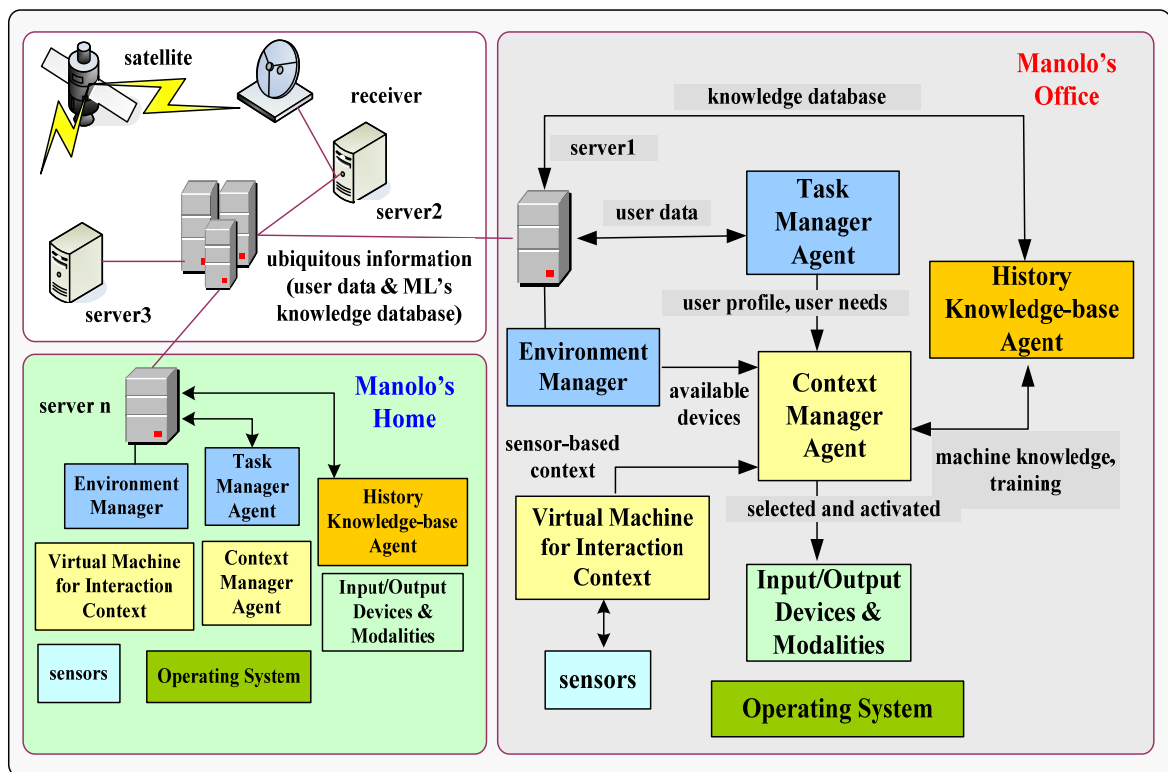 satellite
receiver
server2
ubiquitous information
(user data & ML's
knowledge database)
server3
Manolo's
Home
server n
Environment
Manager
Task
Manager
Agent
History
Knowledge-base
Agent
Virtual Machine
for Interaction
Context
Context
Manager
Agent
Input/Output
Devices &
Modalities
sensors
Operating System
Manolo's
Office
knowledge database
server1
user data
Task
Manager
Agent
History
Knowledge-base
Agent
user profile, user needs
Environment
Manager
available
devices
Context
Manager
Agent
sensor-based
context
machine knowledge,
training
selected and activated
Virtual Machine
for Interaction
Context
Input/Output
Devices &
Modalities
sensors
Operating System